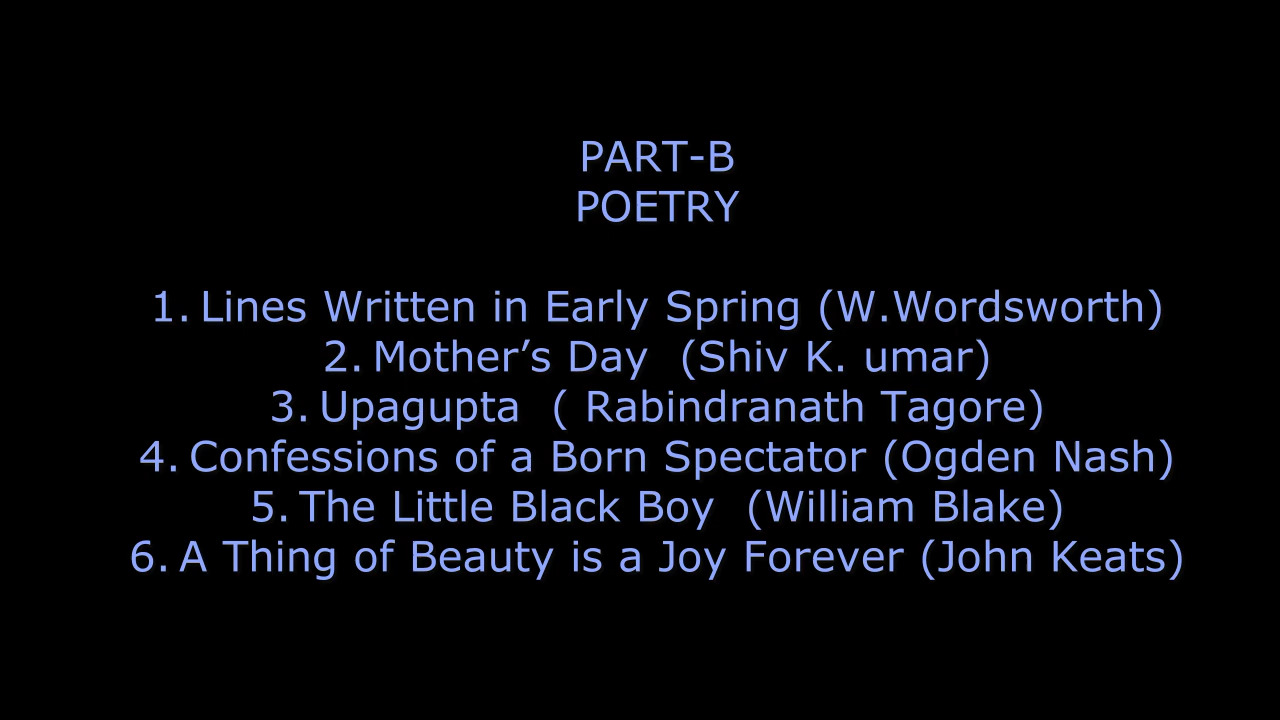 PART-B
POETRY
1. Lines Written in Early Spring (W.Wordsworth)
2. Mother’s Day  (Shiv K. umar)
3. Upagupta  ( Rabindranath Tagore)
4. Confessions of a Born Spectator (Ogden Nash)
5. The Little Black Boy  (William Blake)
6. A Thing of Beauty is a Joy Forever (John Keats)